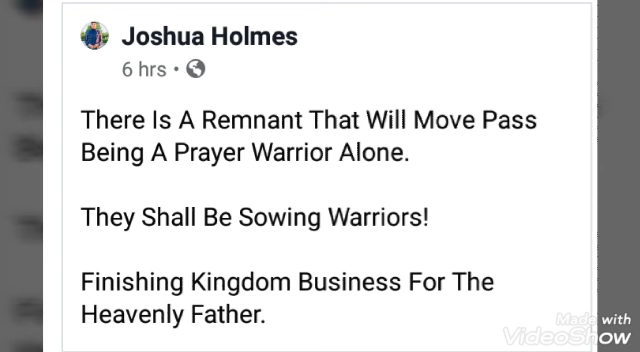 Joshua Holmes
6 hrs ·
There Is A Remnant That Will Move Pass
Being A Prayer Warrior Alone.
They Shall Be Sowing Warriors!
Finishing Kingdom Business For The
Heavenly Father.
Made with
VideoShow